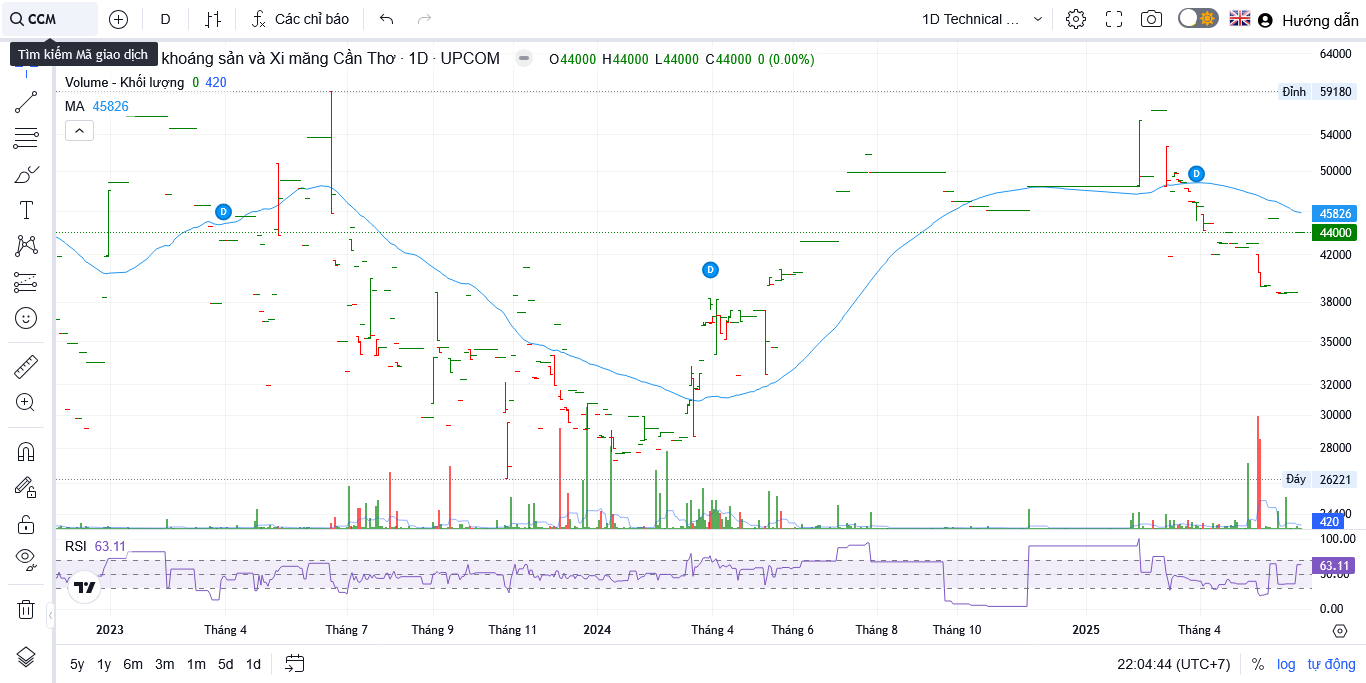 CCM
D
Các chỉ báo
1D Technical ...
Hướng dẫn
Tìm kiếm Mã giao dịch
khoáng sản và Xi măng Cần Thơ · 1D · UPCOM
O44000 H44000 L44000 C44000 0 (0.00%)
Volume - Khối lượng 0 420
MA 45826
64000
Đỉnh 59180
54000
50000
D
D
D
45826
44000
42000
38000
35000
32000
30000
28000
Đáy 26221
24400
420
RSI 63.11
100.00
63.11
50.00
0.00
2023
Tháng 4
Tháng 7
Tháng 9
Tháng 11
2024
Tháng 4
Tháng 6
Tháng 8
Tháng 10
2025
Tháng 4
5y 1y 6m 3m 1m 5d 1d
22:04:44 (UTC+7)
% log tự động